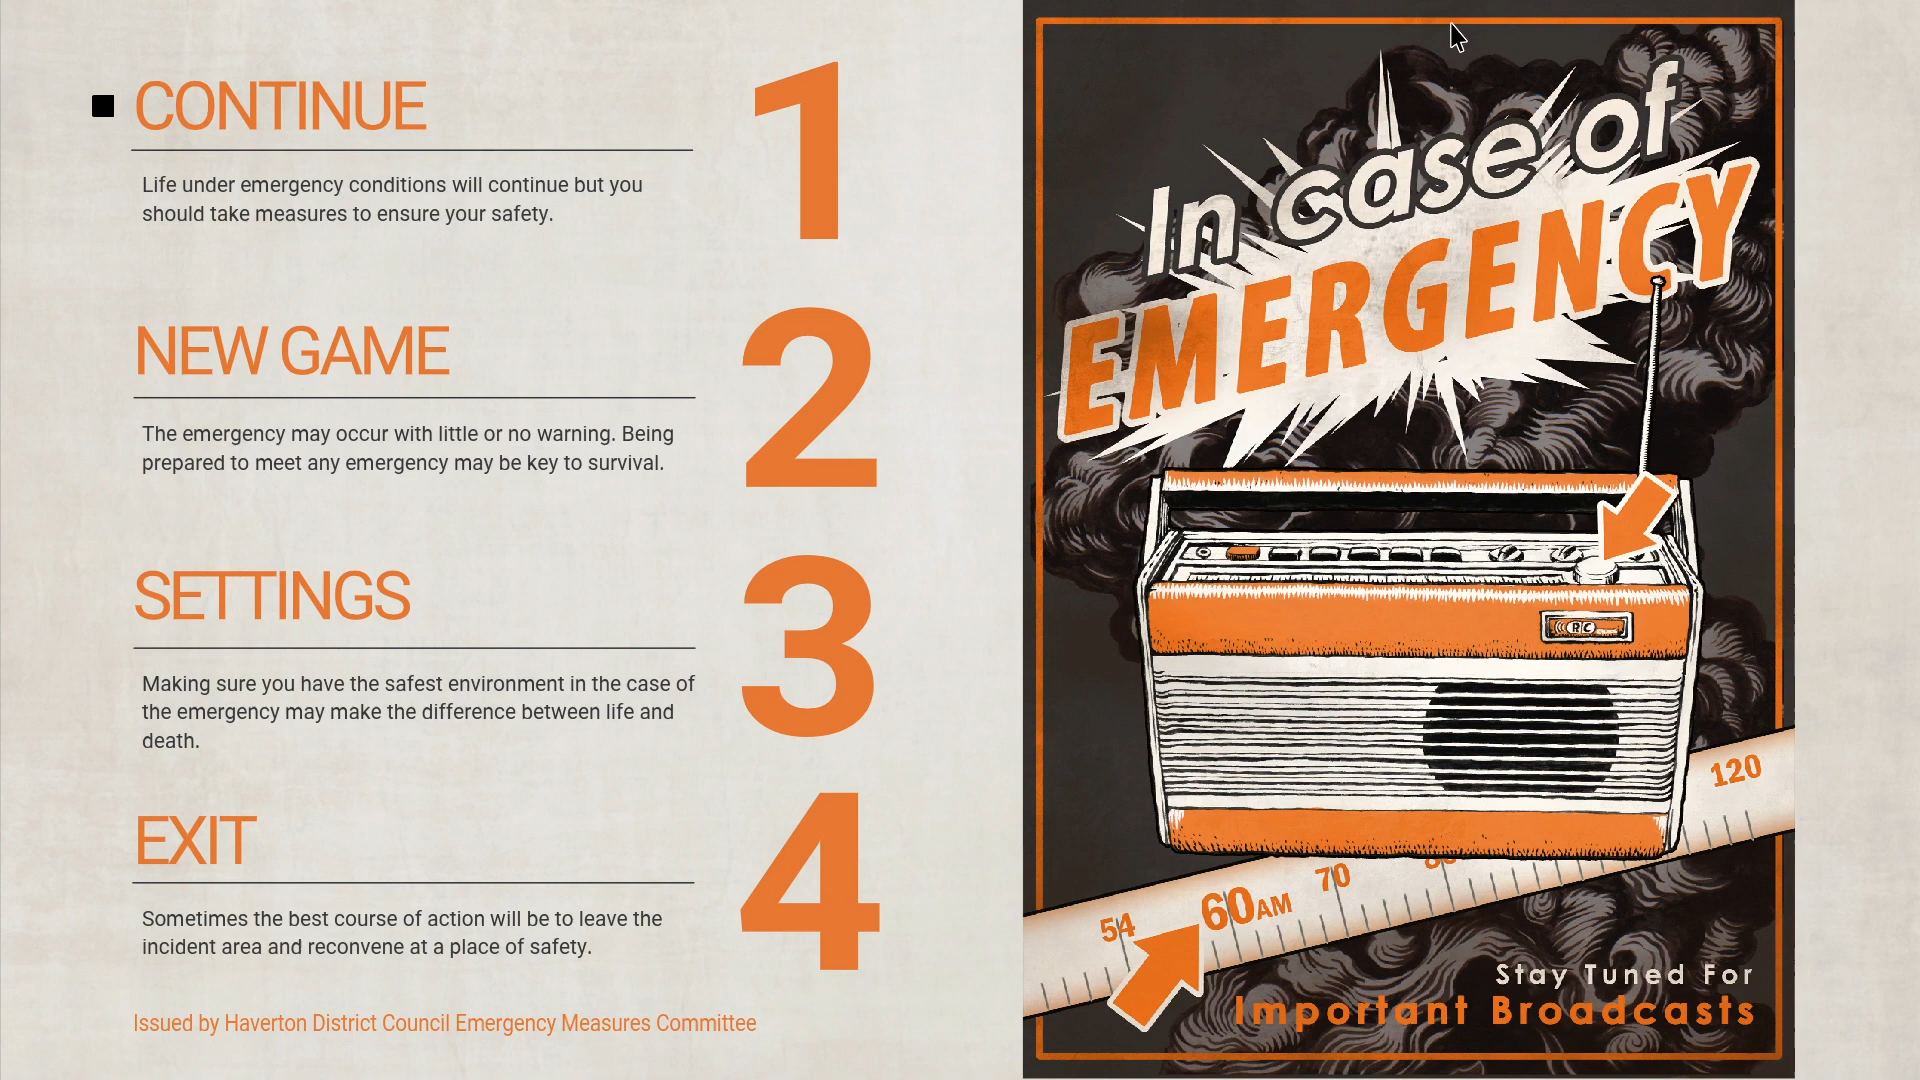 CONTINUE
1
Life under emergency conditions will continue but you
should take measures to ensure your safety.
NEW GAME
2
The emergency may occur with little or no warning. Being
prepared to meet any emergency may be key to survival.
SETTINGS
3
Making sure you have the safest environment in the case of
the emergency may make the difference between life and
death.
EXIT
4
Sometimes the best course of action will be to leave the
incident area and reconvene at a place of safety.
Issued by Haverton District Council Emergency Measures Committee
In case of
EMERGENCY
RC
54 60AM 70 120
Stay Tuned For
Important Broadcasts